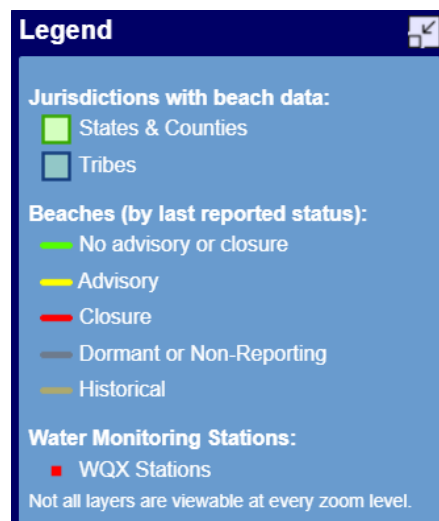 Legend
Jurisdictions with beach data:
States & Counties
Tribes
Beaches (by last reported status):
No advisory or closure
Advisory
Closure
Dormant or Non-Reporting
Historical
Water Monitoring Stations:
WQX Stations
Not all layers are viewable at every zoom level.